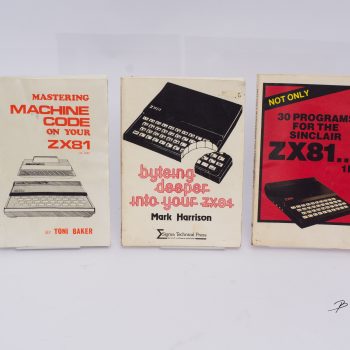 MASTERING
MACHINE
CODE
ON YOUR
ZX81
BY TONI BAKER
byteing
deeper
into your ZX81
Mark Harrison
Sigma Technical Press
NOT ONLY
30 PROGRAMS
FOR THE
SINCLAIR
ZX81...
1K